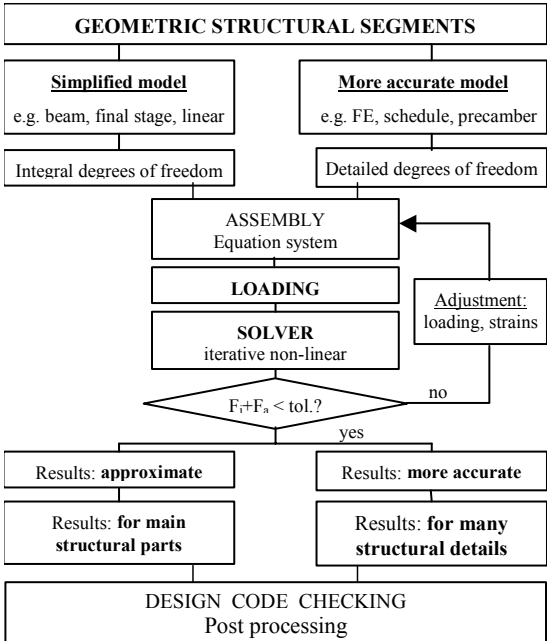 GEOMETRIC STRUCTURAL SEGMENTS
Simplified model
e.g. beam, final stage, linear
More accurate model
e.g. FE, schedule, precamber
Integral degrees of freedom
Detailed degrees of freedom
ASSEMBLY
Equation system
LOADING
Adjustment:
loading, strains
SOLVER
iterative non-linear
Fi+Fa < tol.?
no
yes
Results: approximate
Results: more accurate
Results: for main
structural parts
Results: for many
structural details
DESIGN CODE CHECKING
Post processing